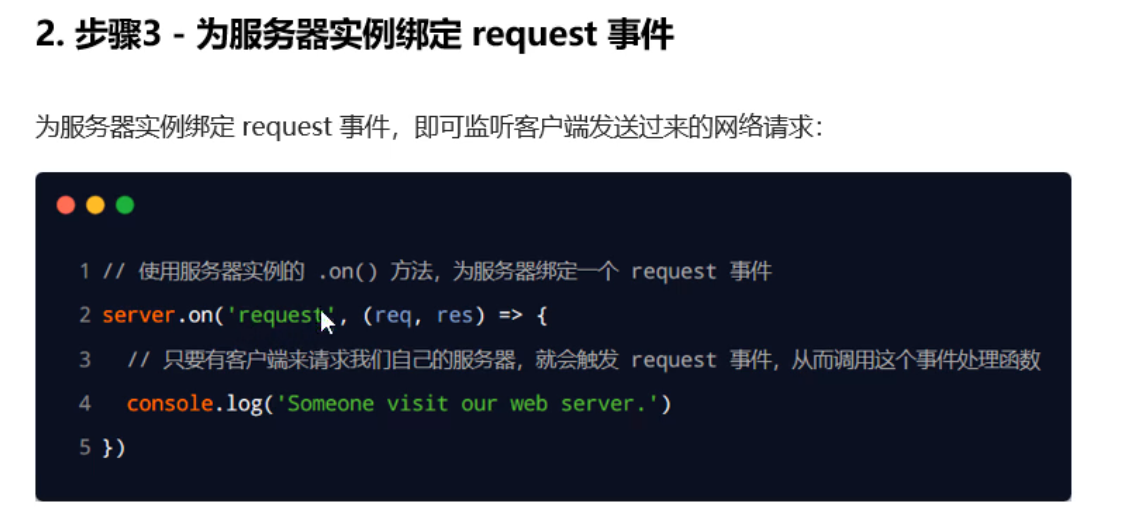 2. 步骤3 - 为服务器实例绑定 request 事件
为服务器实例绑定 request 事件，即可监听客户端发送过来的网络请求：
1 // 使用服务器实例的 .on() 方法，为服务器绑定一个 request 事件
2 server.on('request', (req, res) => {
3 // 只要有客户端来请求我们自己的服务器，就会触发 request 事件，从而调用这个事件处理函数
4 console.log('Someone visit our web server.')
5 })